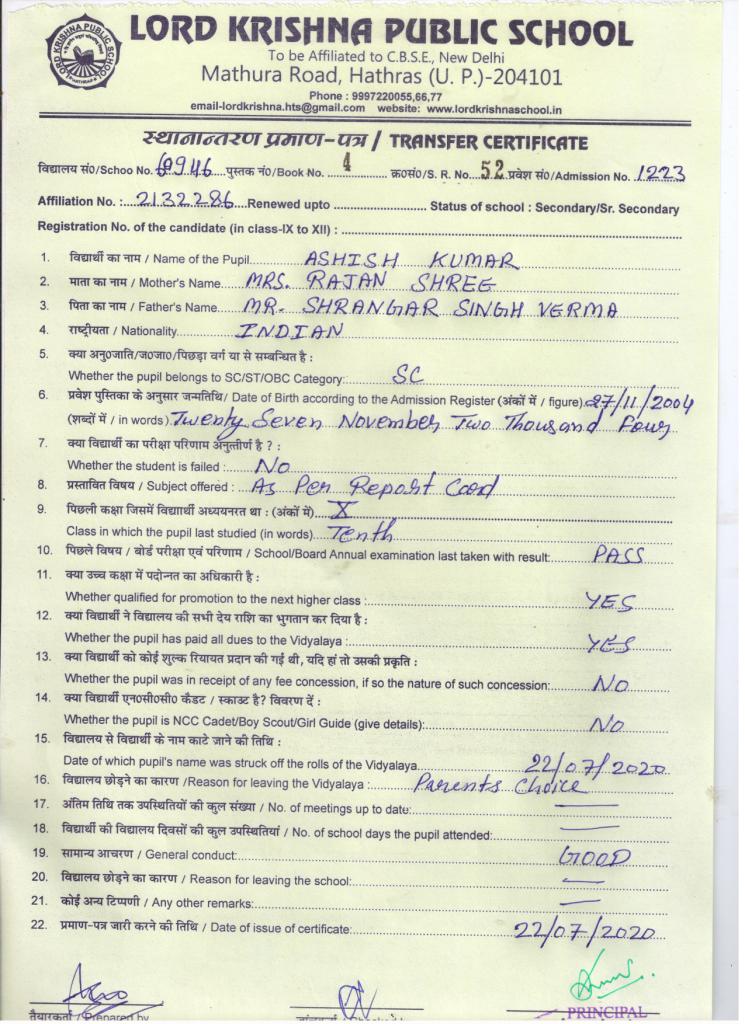 LORD KRISHNA PUBLIC SCHOOL
To be Affiliated to C.B.S.E., New Delhi
Mathura Road, Hathras (U. P.)-204101
Phone : 9997220055,66,77
email-lordkrishna.hts@gmail.com website: www.lordkrishnaschool.in
स्थानान्तरण प्रमाण-पत्र / TRANSFER CERTIFICATE
विद्यालय सं0/Schoo No. 60946 पुस्तक नं0/Book No. 4 क्र0सं0/S. R. No. 52 प्रवेश सं0/Admission No. 1223
Affiliation No. : 2132286 Renewed upto Status of school : Secondary/Sr. Secondary
Registration No. of the candidate (in class-IX to XII) :
1. विद्यार्थी का नाम / Name of the Pupil ASHISH KUMAR
2. माता का नाम / Mother's Name MRS. RAJAN SHREE
3. पिता का नाम / Father's Name MR. SHRANGAR SINGH VERMA
4. राष्ट्रीयता / Nationality INDIAN
5. क्या अनु0जाति/ज0जा0/पिछड़ा वर्ग या से सम्बन्धित है :
Whether the pupil belongs to SC/ST/OBC Category: SC
6. प्रवेश पुस्तिका के अनुसार जन्मतिथि/ Date of Birth according to the Admission Register (अंकों में / figure) 27/11/2004
(शब्दों में / in words) Twenty Seven November Two Thousand Four
7. क्या विद्यार्थी का परीक्षा परिणाम अनुत्तीर्ण है ? :
Whether the student is failed : NO
8. प्रस्तावित विषय / Subject offered : As Per Report Card
9. पिछली कक्षा जिसमें विद्यार्थी अध्ययनरत था : (अंकों में) X
Class in which the pupil last studied (in words) Tenth
10. पिछले विषय / बोर्ड परीक्षा एवं परिणाम / School/Board Annual examination last taken with result: PASS
11. क्या उच्च कक्षा में पदोन्नत का अधिकारी है :
Whether qualified for promotion to the next higher class : YES
12. क्या विद्यार्थी ने विद्यालय की सभी देय राशि का भुगतान कर दिया है :
Whether the pupil has paid all dues to the Vidyalaya : YES
13. क्या विद्यार्थी को कोई शुल्क रियायत प्रदान की गई थी, यदि हां तो उसकी प्रकृति :
Whether the pupil was in receipt of any fee concession, if so the nature of such concession: NO
14. क्या विद्यार्थी एन0सी0सी0 कैडट / स्काउट है? विवरण दें :
Whether the pupil is NCC Cadet/Boy Scout/Girl Guide (give details): NO
15. विद्यालय से विद्यार्थी के नाम काटे जाने की तिथि :
Date of which pupil's name was struck off the rolls of the Vidyalaya 22/07/2020
16. विद्यालय छोड़ने का कारण /Reason for leaving the Vidyalaya : Parents Choice
17. अंतिम तिथि तक उपस्थितियों की कुल संख्या / No. of meetings up to date:
18. विद्यार्थी की विद्यालय दिवसों की कुल उपस्थितियां / No. of school days the pupil attended:
19. सामान्य आचरण / General conduct: GOOD
20. विद्यालय छोड़ने का कारण / Reason for leaving the school:
21. कोई अन्य टिप्पणी / Any other remarks:
22. प्रमाण-पत्र जारी करने की तिथि / Date of issue of certificate: 22/07/2020
तैयारकर्ता / Prepared by PRINCIPAL